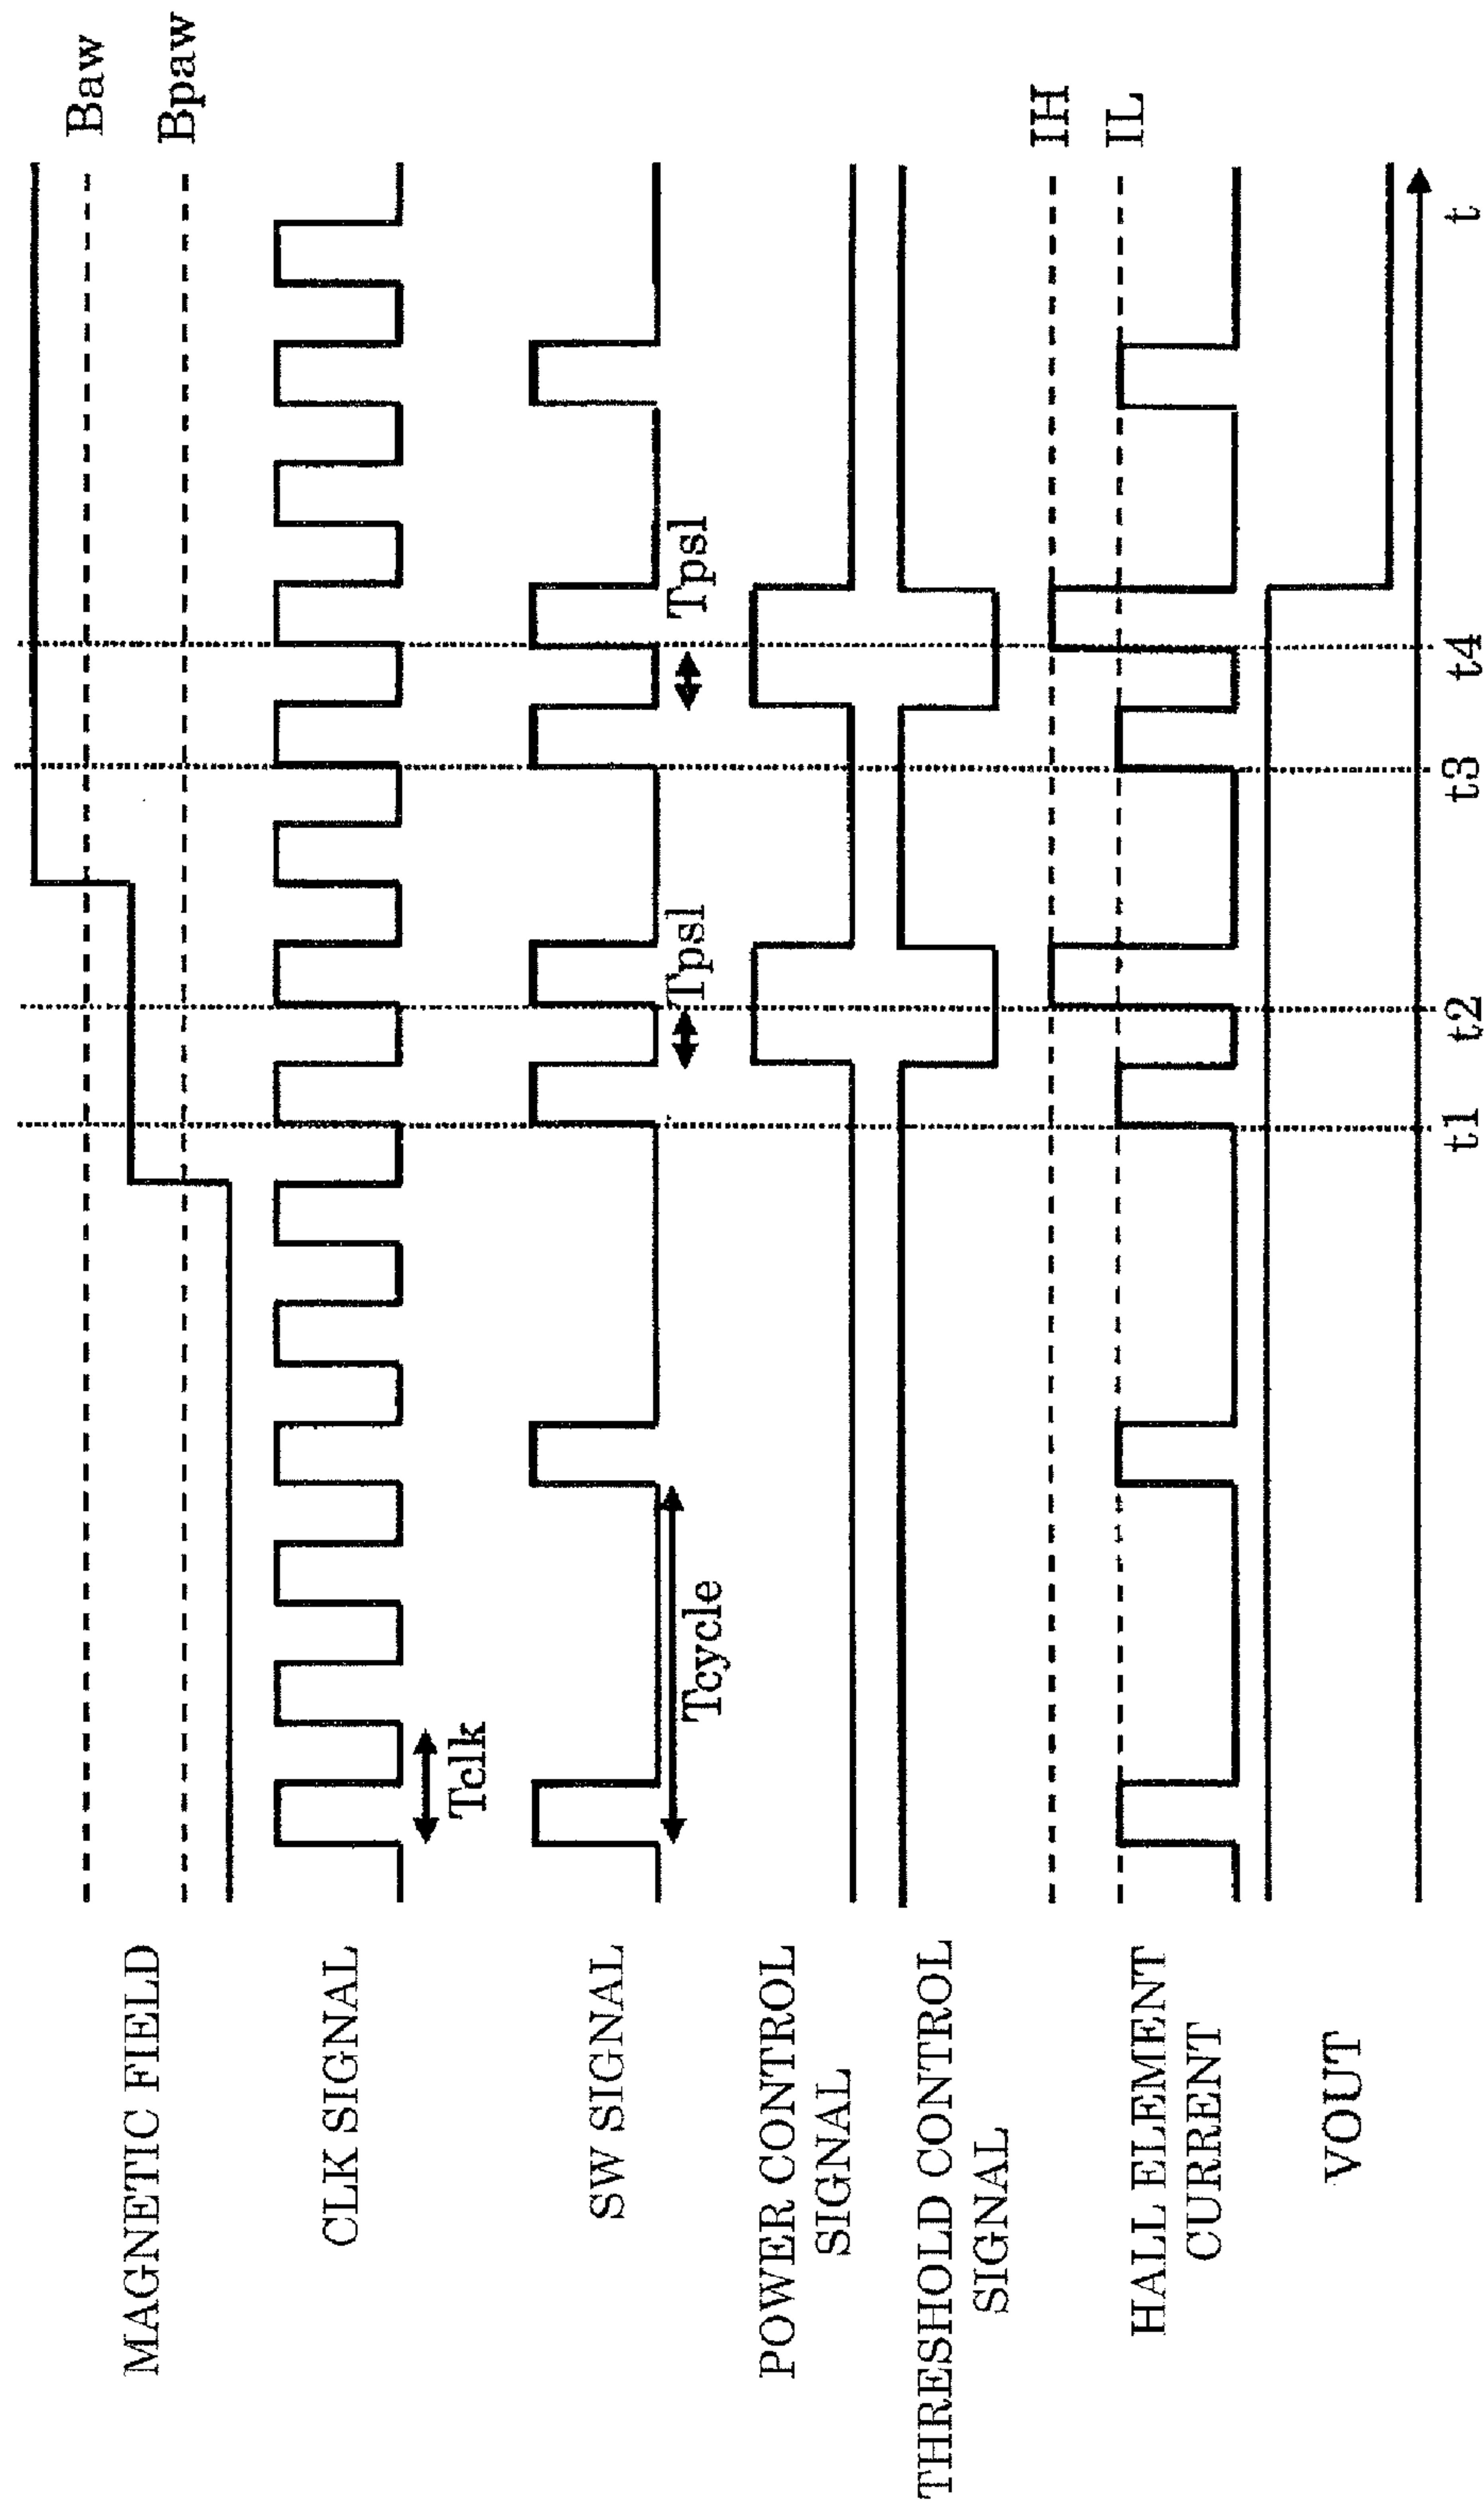 MAGNETIC FIELD
Baw
Bpaw
CLK SIGNAL
Tclk
SW SIGNAL
Tcycle
Tpsl
Tpsl
POWER CONTROL
SIGNAL
THRESHOLD CONTROL
SIGNAL
HALL ELEMENT
CURRENT
IH
IL
VOUT
t1
t2
t3
t4
t